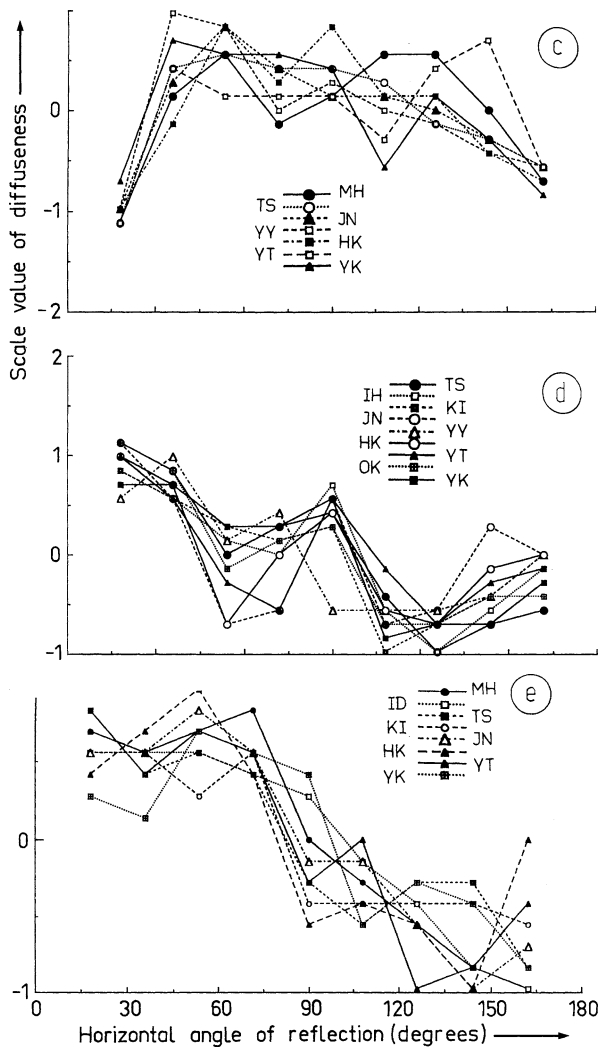 c
0
-1
-2
MH
TS
JN
YY
HK
YT
YK
Scale value of diffuseness
d
2
1
0
-1
TS
IH
KI
JN
YY
HK
YT
OK
YK
e
0
-1
MH
ID
TS
KI
JN
HK
YT
YK
0 30 60 90 120 150 180
Horizontal angle of reflection (degrees)